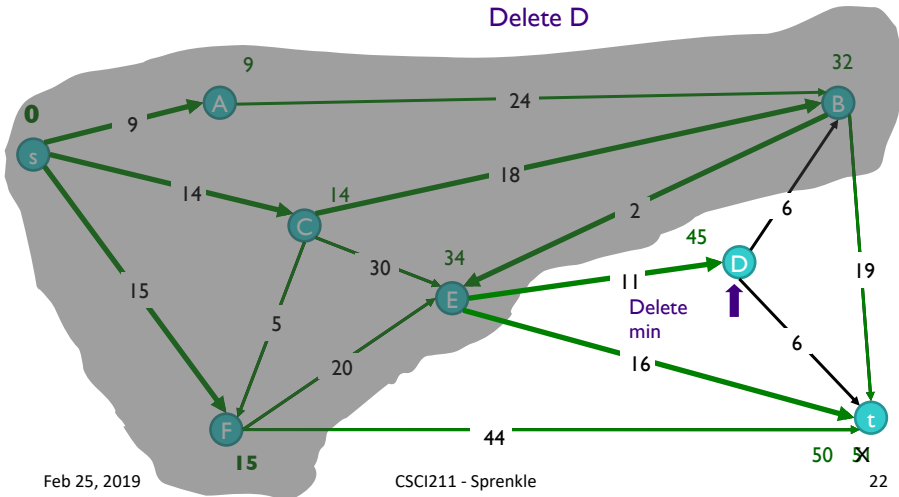 Delete D
9
32
0
A
24
B
9
s
18
14
14
C
2
6
45
34
30
D
19
15
E
11
Delete
min
5
6
20
16
F
t
44
15
50 51
Feb 25, 2019
CSCI211 - Sprenkle
22